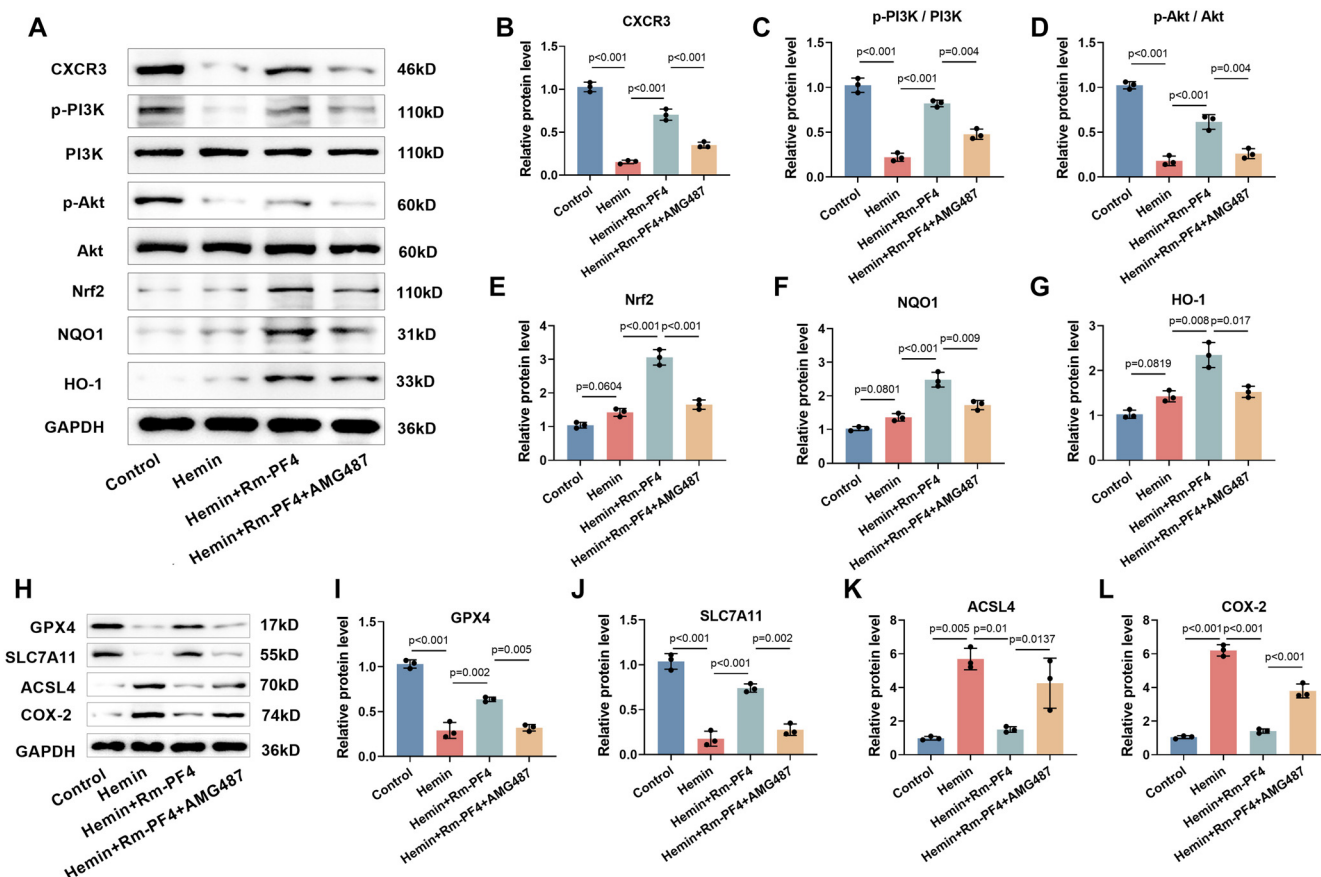 A
CXCR3 46kD
p-PI3K 110kD
PI3K 110kD
p-Akt 60kD
Akt 60kD
Nrf2 110kD
NQO1 31kD
HO-1 33kD
GAPDH 36kD
Control
Hemin
Hemin+Rm-PF4
Hemin+Rm-PF4+AMG487
B
CXCR3
Relative protein level
1.5
1.0
0.5
0.0
p<0.001
p<0.001
p<0.001
Control
Hemin
Hemin+Rm-PF4
Hemin+Rm-PF4+AMG487
C
p-PI3K / PI3K
Relative protein level
1.5
1.0
0.5
0.0
p<0.001
p<0.001
p=0.004
Control
Hemin
Hemin+Rm-PF4
Hemin+Rm-PF4+AMG487
D
p-Akt / Akt
Relative protein level
1.5
1.0
0.5
0.0
p<0.001
p<0.001
p=0.004
Control
Hemin
Hemin+Rm-PF4
Hemin+Rm-PF4+AMG487
E
Nrf2
Relative protein level
4
3
2
1
0
p=0.0604
p<0.001
p<0.001
Control
Hemin
Hemin+Rm-PF4
Hemin+Rm-PF4+AMG487
F
NQO1
Relative protein level
4
3
2
1
0
p=0.0801
p<0.001
p=0.009
Control
Hemin
Hemin+Rm-PF4
Hemin+Rm-PF4+AMG487
G
HO-1
Relative protein level
3
2
1
0
p=0.0819
p=0.008
p=0.017
Control
Hemin
Hemin+Rm-PF4
Hemin+Rm-PF4+AMG487
H
GPX4 17kD
SLC7A11 55kD
ACSL4 70kD
COX-2 74kD
GAPDH 36kD
Control
Hemin
Hemin+Rm-PF4
Hemin+Rm-PF4+AMG487
I
GPX4
Relative protein level
1.5
1.0
0.5
0.0
p<0.001
p=0.002
p=0.005
Control
Hemin
Hemin+Rm-PF4
Hemin+Rm-PF4+AMG487
J
SLC7A11
Relative protein level
1.5
1.0
0.5
0.0
p<0.001
p<0.001
p=0.002
Control
Hemin
Hemin+Rm-PF4
Hemin+Rm-PF4+AMG487
K
ACSL4
Relative protein level
8
6
4
2
0
p=0.005
p=0.01
p=0.0137
Control
Hemin
Hemin+Rm-PF4
Hemin+Rm-PF4+AMG487
L
COX-2
Relative protein level
8
6
4
2
0
p<0.001
p<0.001
p<0.001
Control
Hemin
Hemin+Rm-PF4
Hemin+Rm-PF4+AMG487